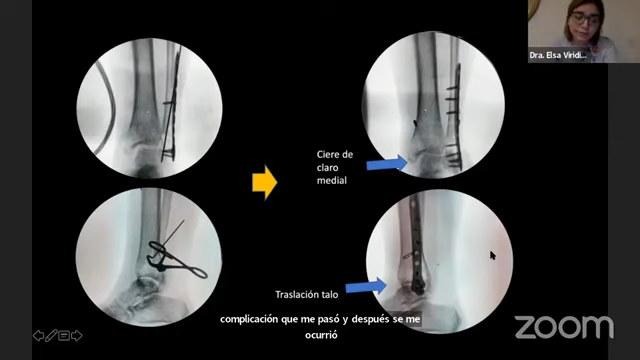 Dra. Elsa Viridi...
Ciere de
claro
medial
Traslación talo
complicación que me pasó y después se me
ocurrió
zoom